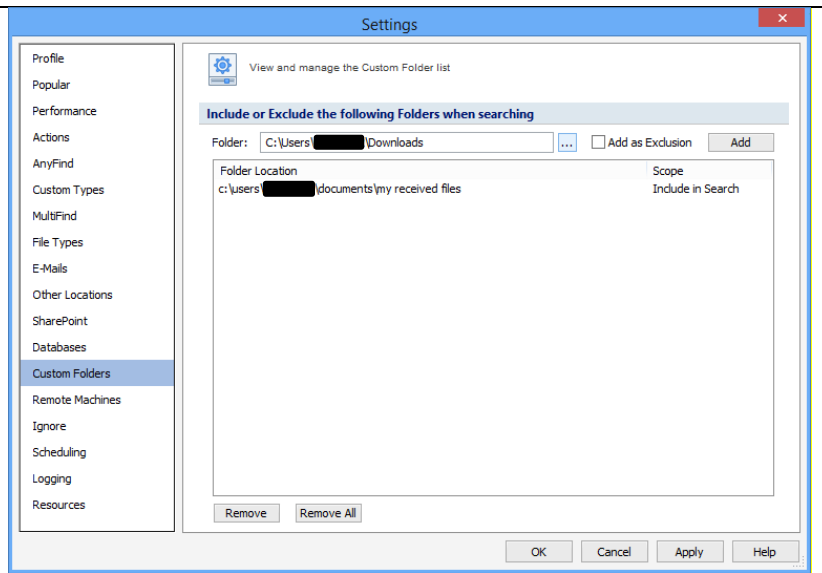 Settings
Profile
Popular
Performance
Actions
AnyFind
Custom Types
MultiFind
File Types
E-Mails
Other Locations
SharePoint
Databases
Custom Folders
Remote Machines
Ignore
Scheduling
Logging
Resources
View and manage the Custom Folder list
Include or Exclude the following Folders when searching
Folder: C:\Users\ \Downloads ... Add as Exclusion Add
Folder Location Scope
c:\users\ \documents\my received files Include in Search
Remove Remove All
OK Cancel Apply Help